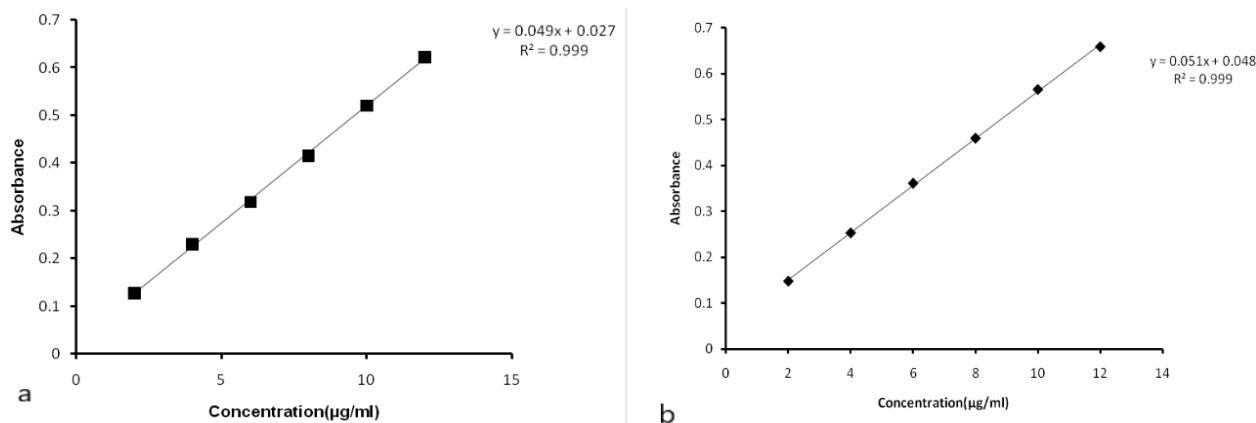 y = 0.049x + 0.027
R² = 0.999
0.7
0.6
0.5
0.4
0.3
0.2
0.1
0
Absorbance
0 5 10 15
Concentration(µg/ml)
a
y = 0.051x + 0.048
R² = 0.999
0.7
0.6
0.5
0.4
0.3
0.2
0.1
0
Absorbance
0 2 4 6 8 10 12 14
Concentration(µg/ml)
b